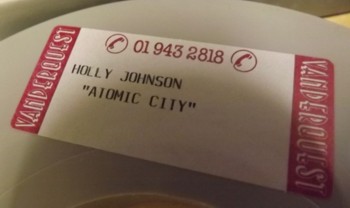 01 943 2818
HOLLY JOHNSON
"ATOMIC CITY"
VANDERQUEST
VANDERQUEST